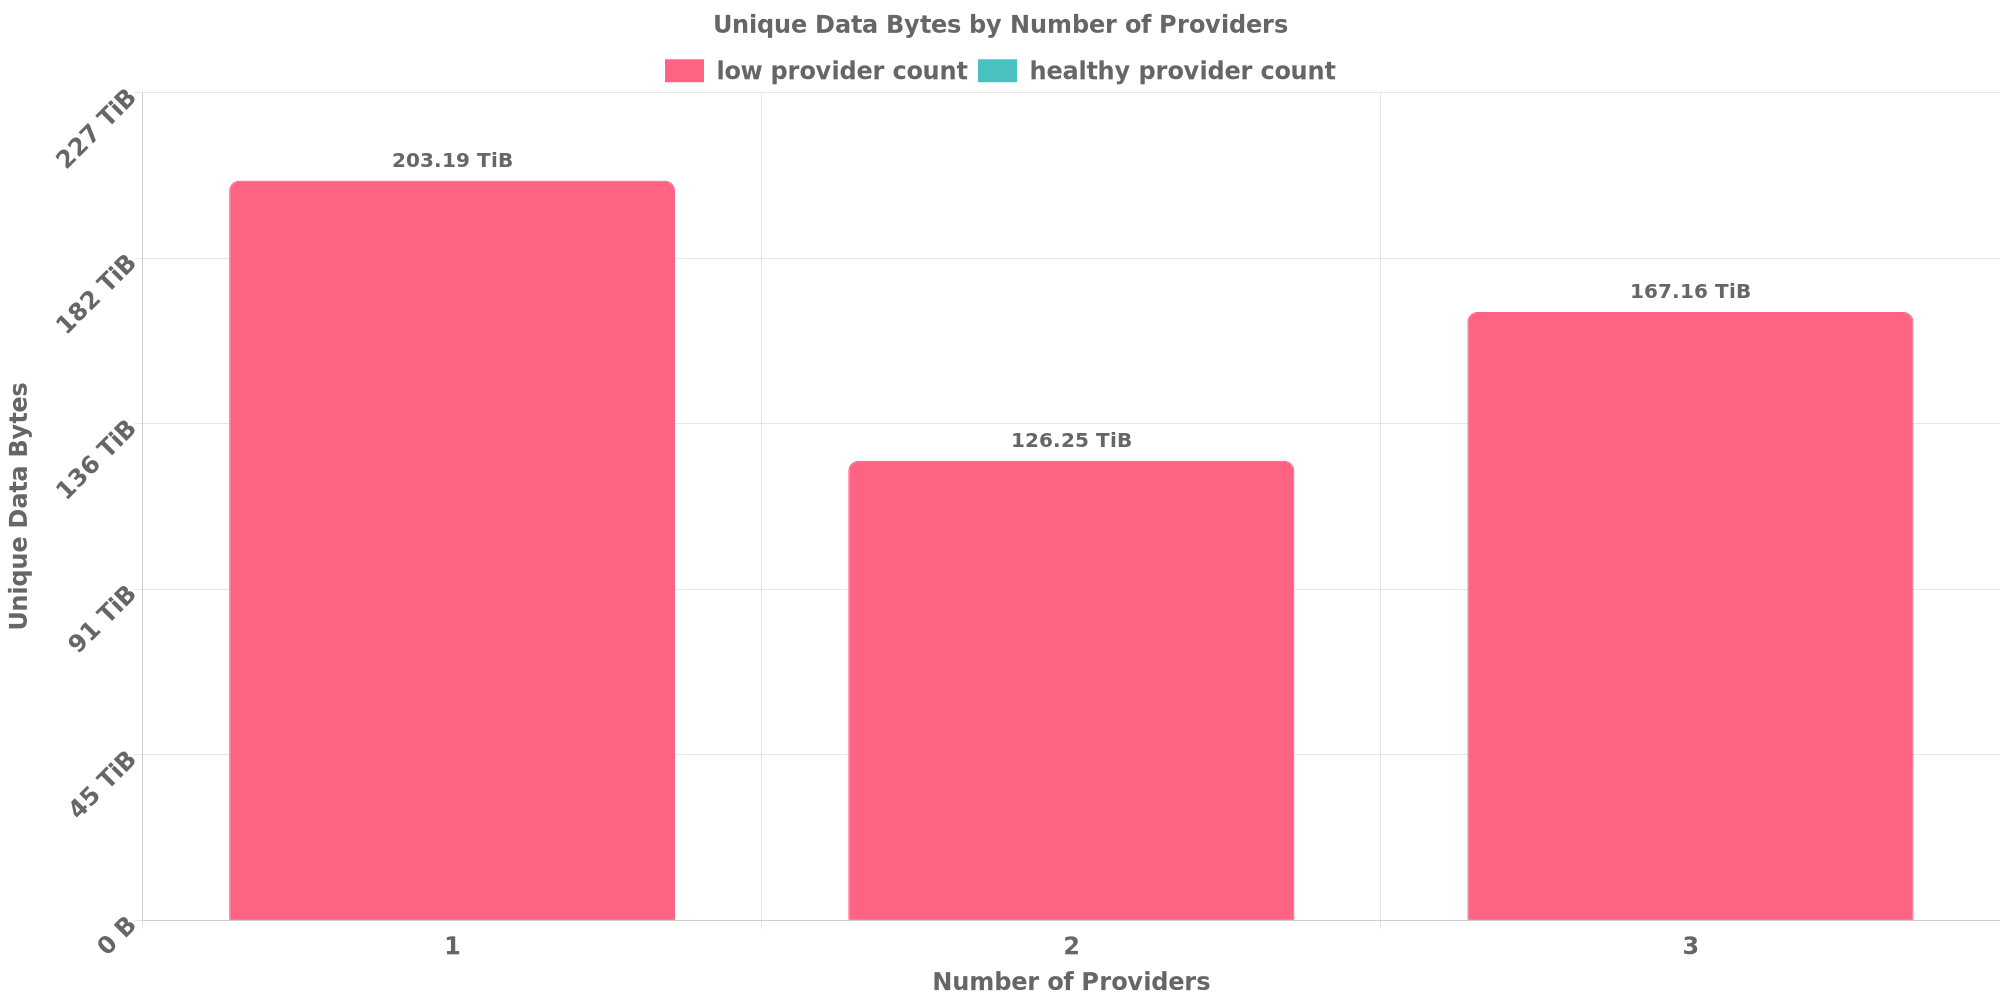 Unique Data Bytes by Number of Providers
low provider count healthy provider count
227 TiB
182 TiB
136 TiB
91 TiB
45 TiB
0 B
Unique Data Bytes
203.19 TiB
126.25 TiB
167.16 TiB
1 2 3
Number of Providers